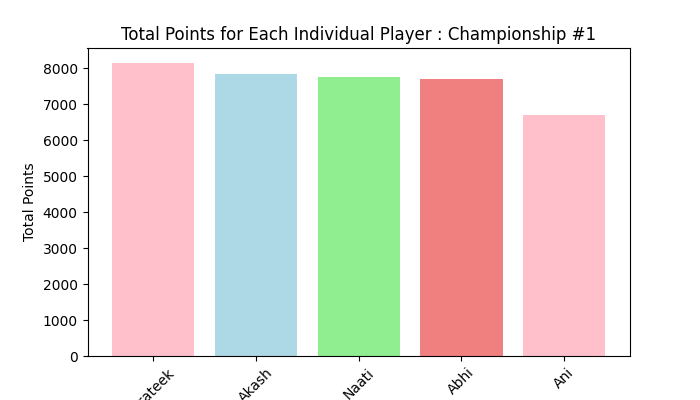 Total Points for Each Individual Player : Championship #1
Total Points
8000
7000
6000
5000
4000
3000
2000
1000
0
Akash
Naati
Abhi
Ani